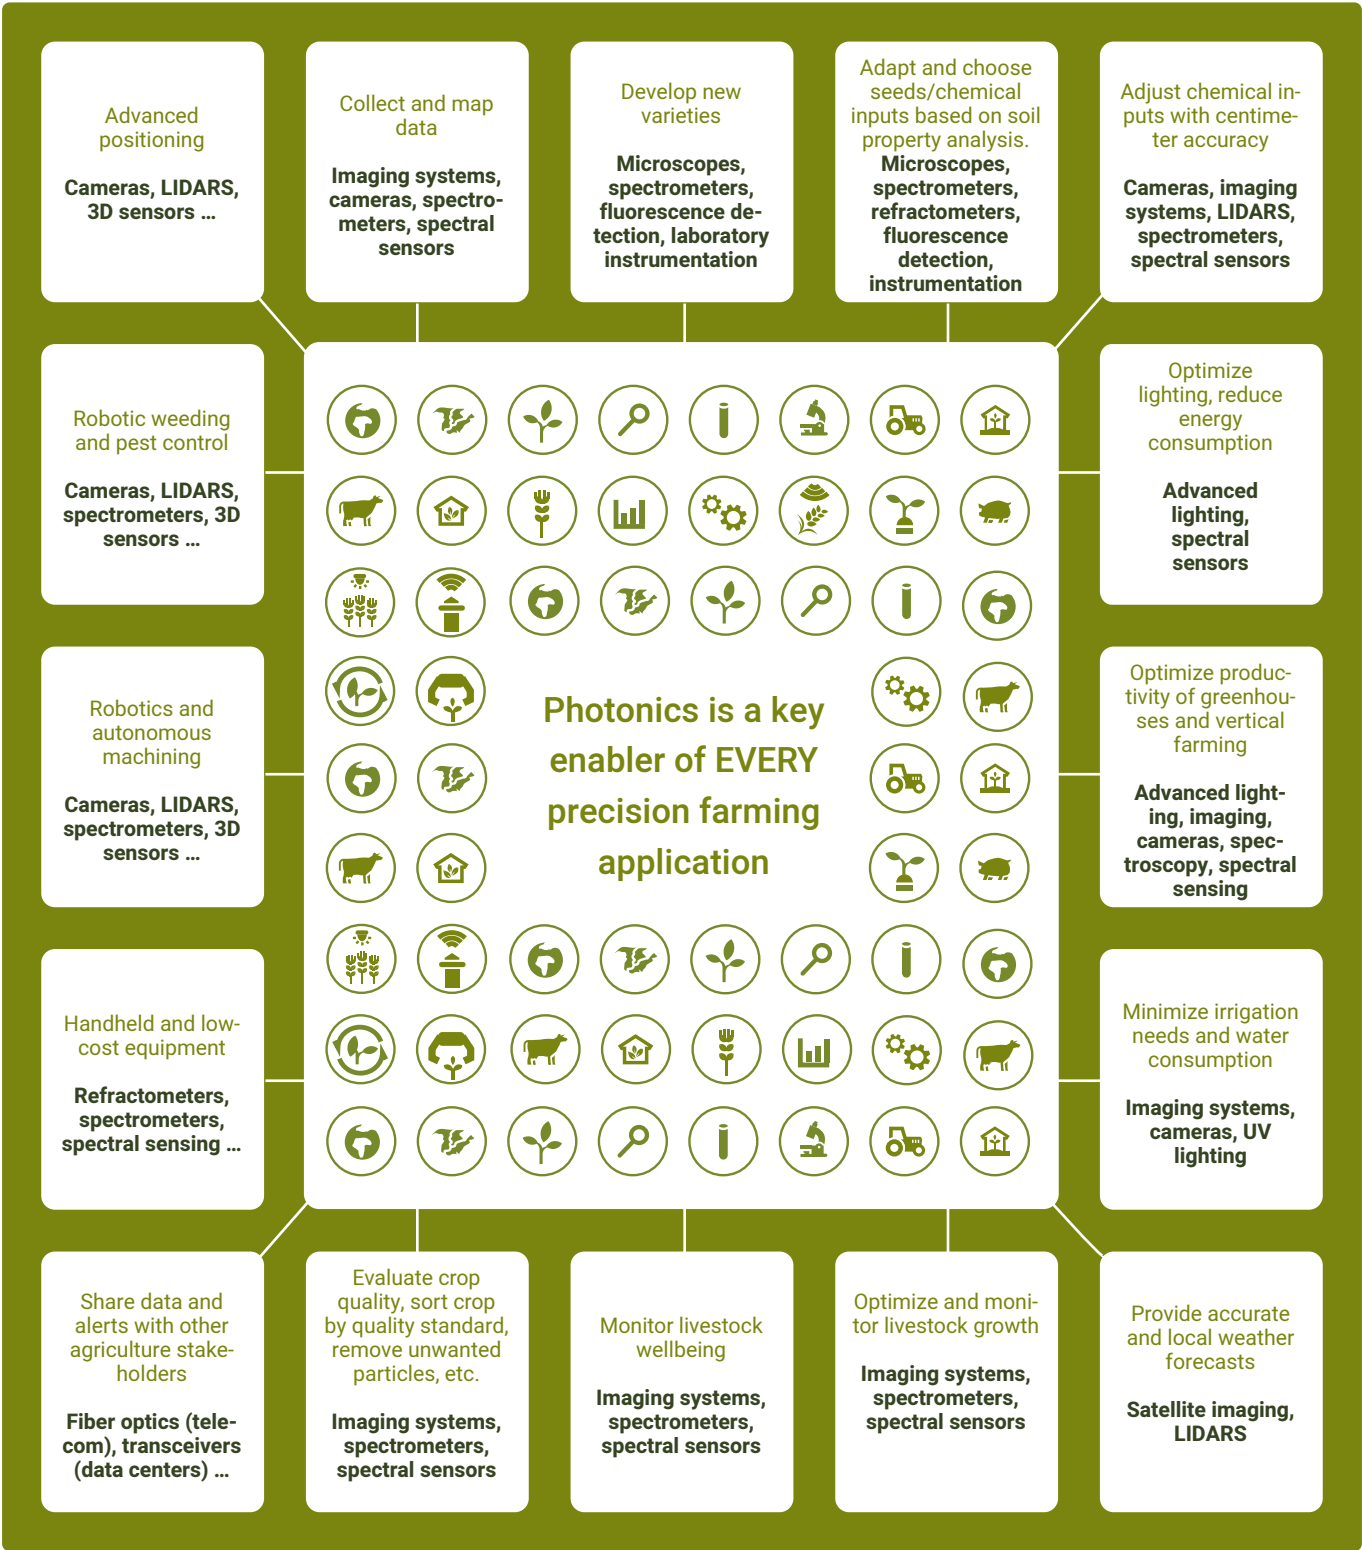 Advanced
positioning
Cameras, LIDARS,
3D sensors ...
Collect and map
data
Imaging systems,
cameras, spectro-
meters, spectral
sensors
Develop new
varieties
Microscopes,
spectrometers,
fluorescence de-
tection, laboratory
instrumentation
Adapt and choose
seeds/chemical
inputs based on soil
property analysis.
Microscopes,
spectrometers,
refractometers,
fluorescence
detection,
instrumentation
Adjust chemical in-
puts with centime-
ter accuracy
Cameras, imaging
systems, LIDARS,
spectrometers,
spectral sensors
Robotic weeding
and pest control
Cameras, LIDARS,
spectrometers, 3D
sensors ...
Optimize
lighting, reduce
energy
consumption
Advanced
lighting,
spectral
sensors
Robotics and
autonomous
machining
Cameras, LIDARS,
spectrometers, 3D
sensors ...
Photonics is a key
enabler of EVERY
precision farming
application
Optimize produc-
tivity of greenhou-
ses and vertical
farming
Advanced light-
ing, imaging,
cameras, spec-
troscopy, spectral
sensing
Handheld and low-
cost equipment
Refractometers,
spectrometers,
spectral sensing ...
Minimize irrigation
needs and water
consumption
Imaging systems,
cameras, UV
lighting
Share data and
alerts with other
agriculture stake-
holders
Fiber optics (tele-
com), transceivers
(data centers) ...
Evaluate crop
quality, sort crop
by quality standard,
remove unwanted
particles, etc.
Imaging systems,
spectrometers,
spectral sensors
Monitor livestock
wellbeing
Imaging systems,
spectrometers,
spectral sensors
Optimize and moni-
tor livestock growth
Imaging systems,
spectrometers,
spectral sensors
Provide accurate
and local weather
forecasts
Satellite imaging,
LIDARS